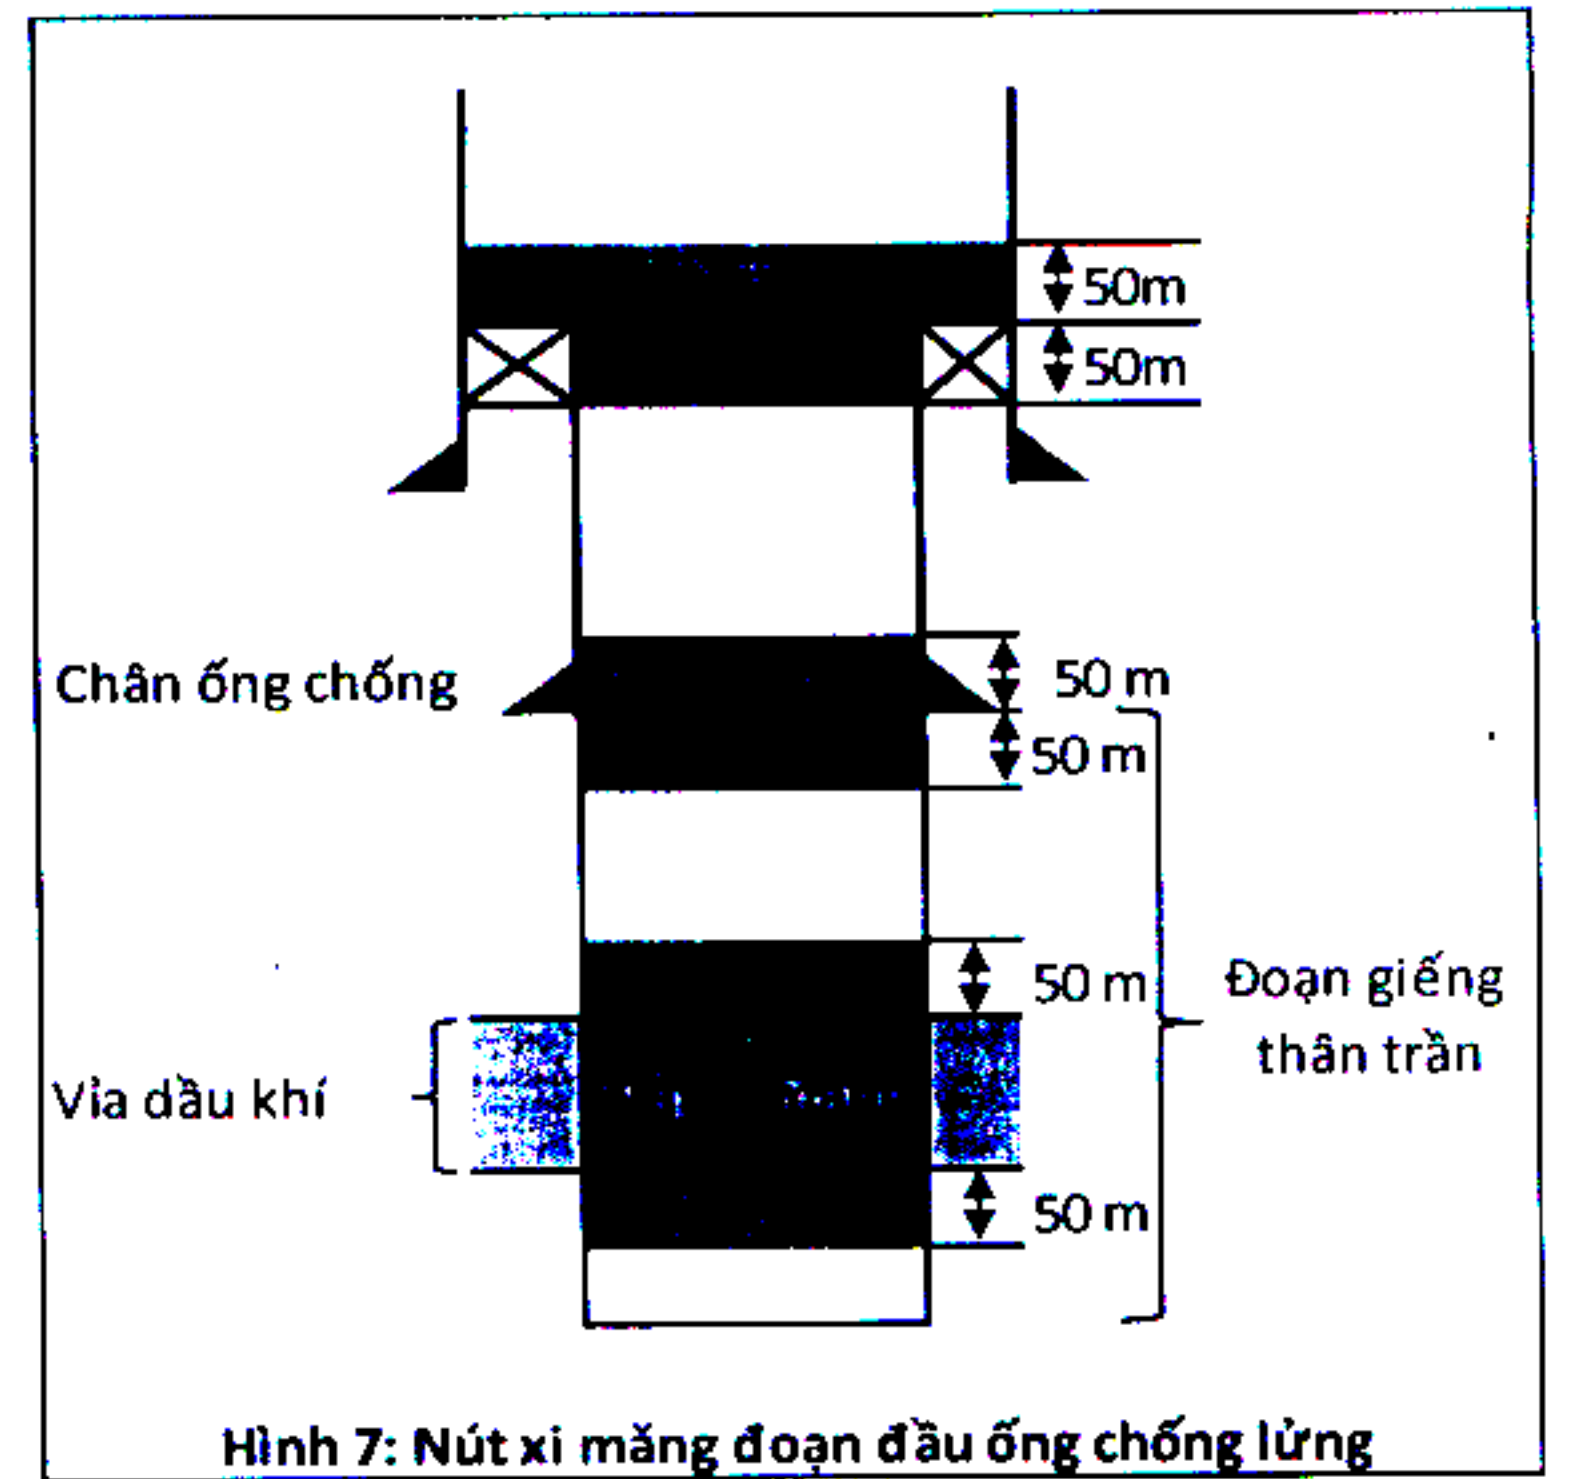 50m
50m
Chân ống chống
50 m
50 m
50 m
Đoạn giếng
thân trần
Vỉa dầu khí
50 m
Hình 7: Nút xi măng đoạn đầu ống chống lửng